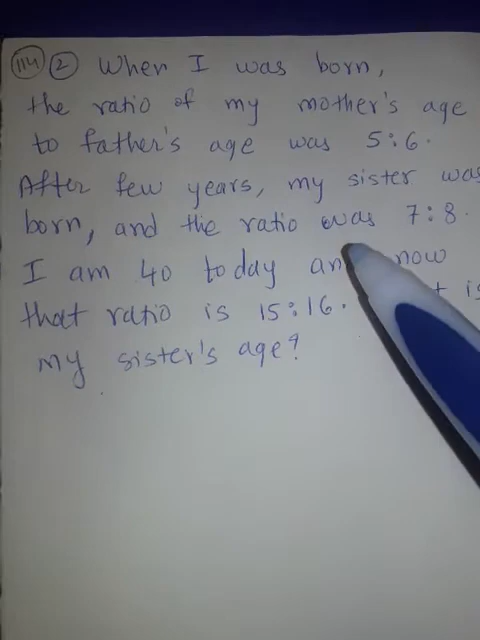 114 2 When I was born,
the ratio of my mother's age
to father's age was 5:6.
After few years, my sister was
born, and the ratio was 7:8.
I am 40 today an now
that ratio is 15:16. t is
my sister's age?